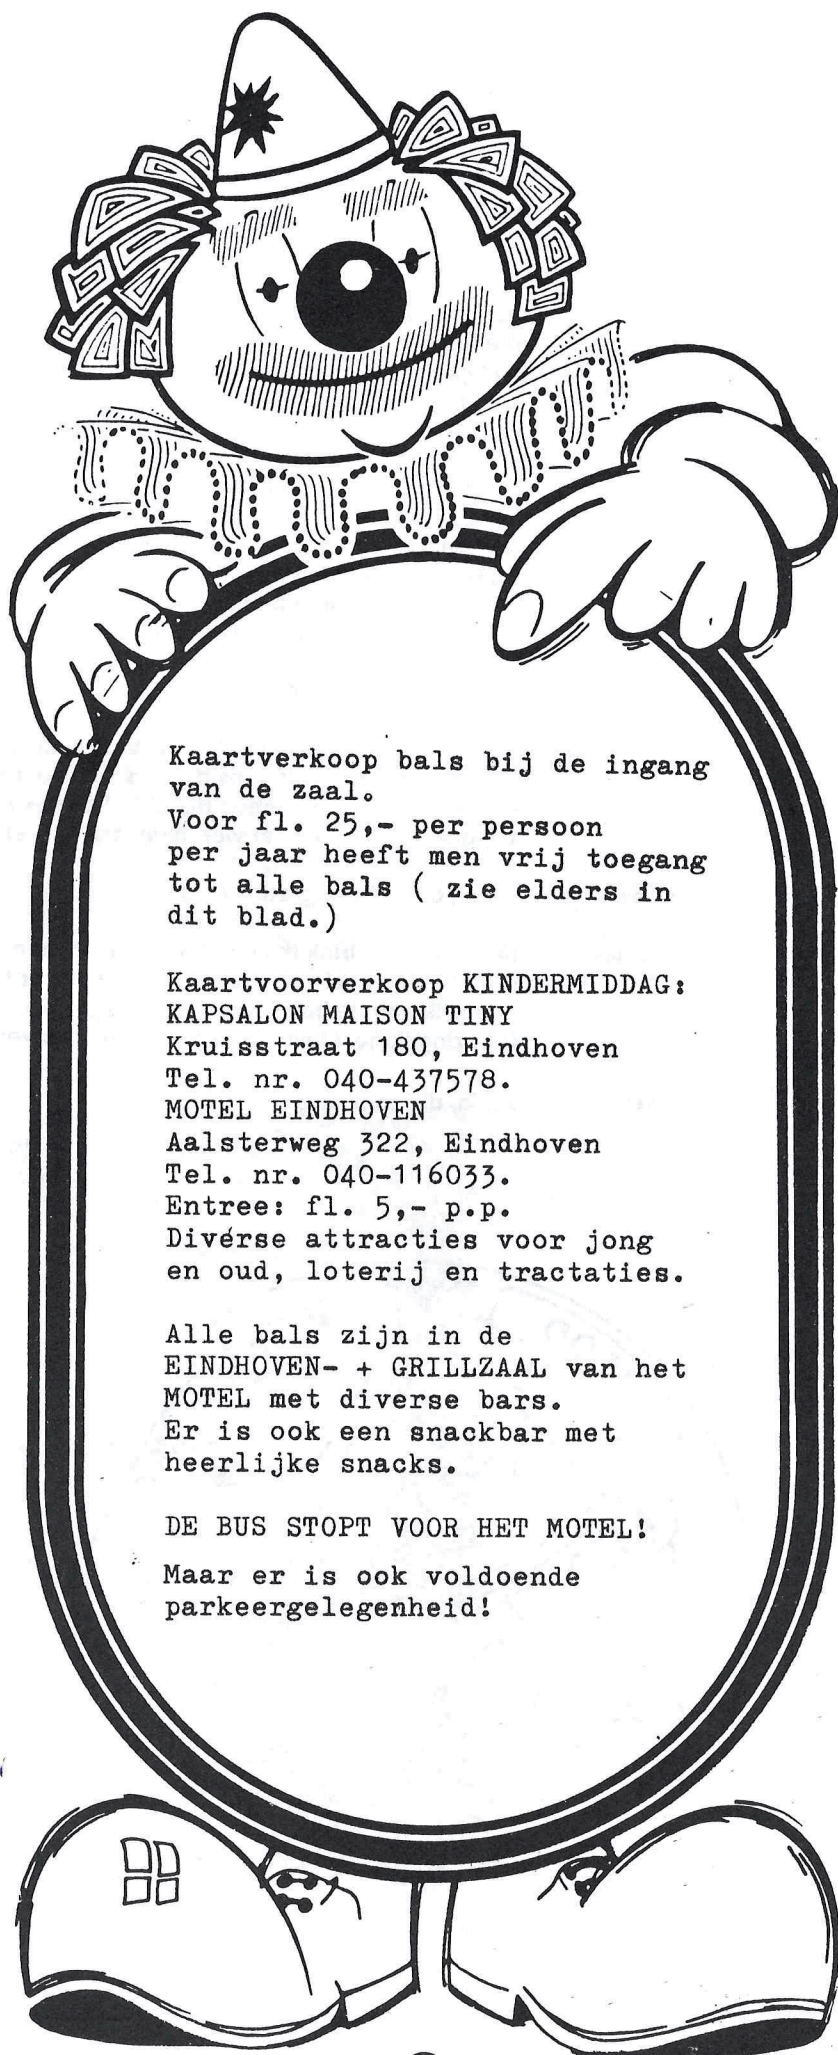 Kaartverkoop bals bij de ingang
van de zaal.
Voor fl. 25,- per persoon
per jaar heeft men vrij toegang
tot alle bals ( zie elders in
dit blad.)
Kaartvoorverkoop KINDERMIDDAG:
KAPSALON MAISON TINY
Kruisstraat 180, Eindhoven
Tel. nr. 040-437578.
MOTEL EINDHOVEN
Aalsterweg 322, Eindhoven
Tel. nr. 040-116033.
Entree: fl. 5,- p.p.
Divérse attracties voor jong
en oud, loterij en tractaties.
Alle bals zijn in de
EINDHOVEN- + GRILLZAAL van het
MOTEL met diverse bars.
Er is ook een snackbar met
heerlijke snacks.
DE BUS STOPT VOOR HET MOTEL!
Maar er is ook voldoende
parkeergelegenheid!